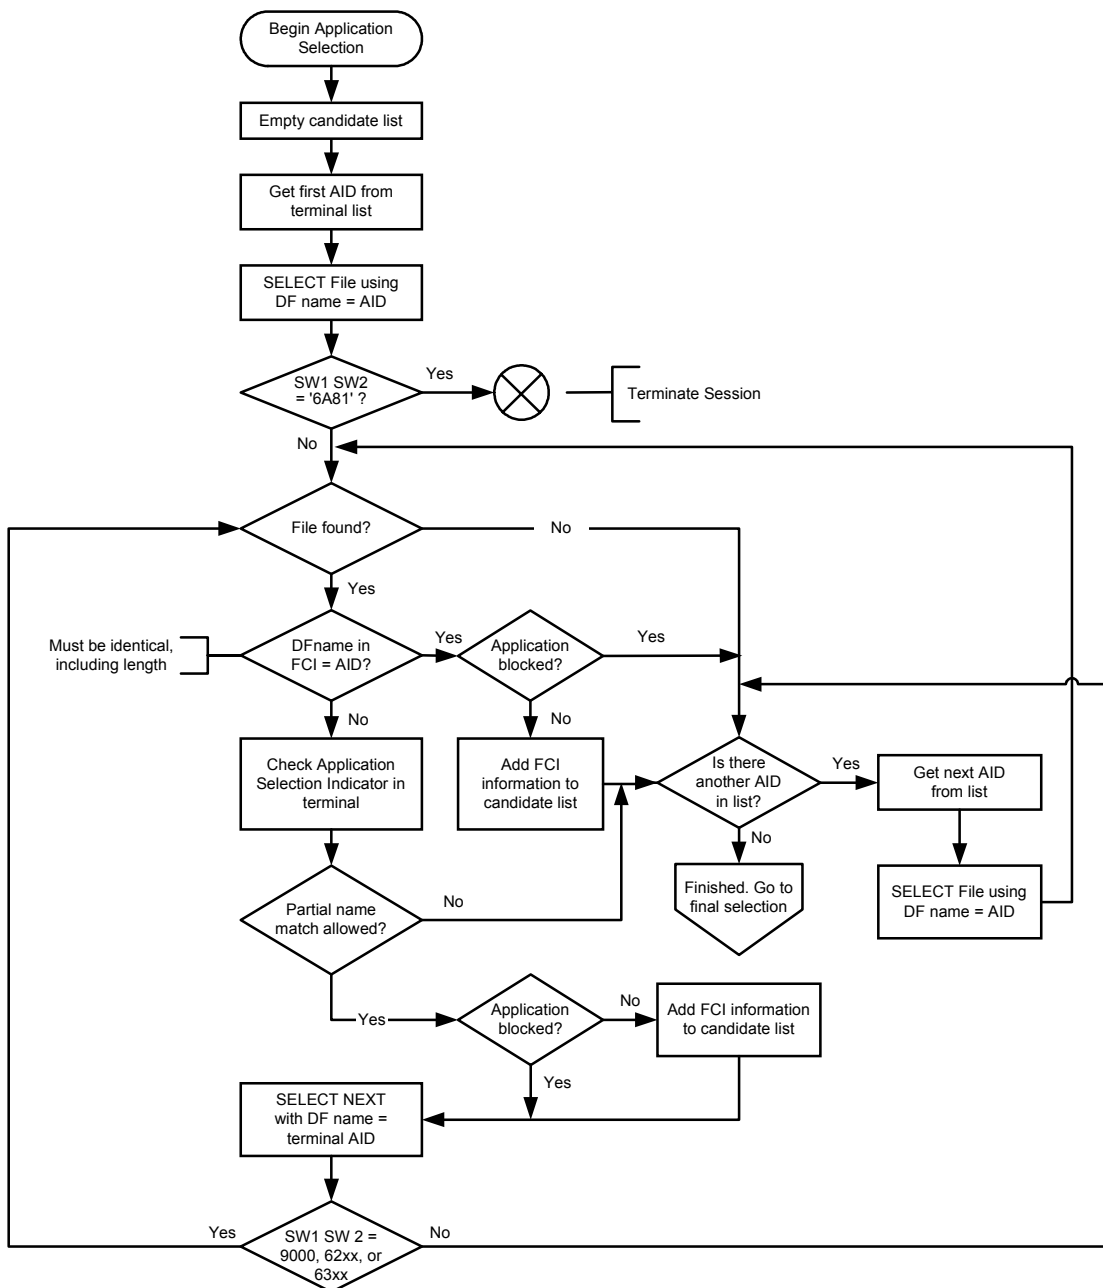 Begin Application
Selection
Empty candidate list
Get first AID from
terminal list
SELECT File using
DF name = AID
SW1 SW2
= '6A81' ?
Yes
Terminate Session
No
File found?
No
Yes
Must be identical,
including length
DFname in
FCI = AID?
Yes
Application
blocked?
Yes
No
No
Check Application
Selection Indicator in
terminal
Add FCI
information to
candidate list
Is there
another AID
in list?
Yes
Get next AID
from list
No
Partial name
match allowed?
No
Finished. Go to
final selection
SELECT File using
DF name = AID
Yes
Application
blocked?
No
Add FCI information
to candidate list
Yes
SELECT NEXT
with DF name =
terminal AID
Yes
SW1 SW 2 =
9000, 62xx, or
63xx
No